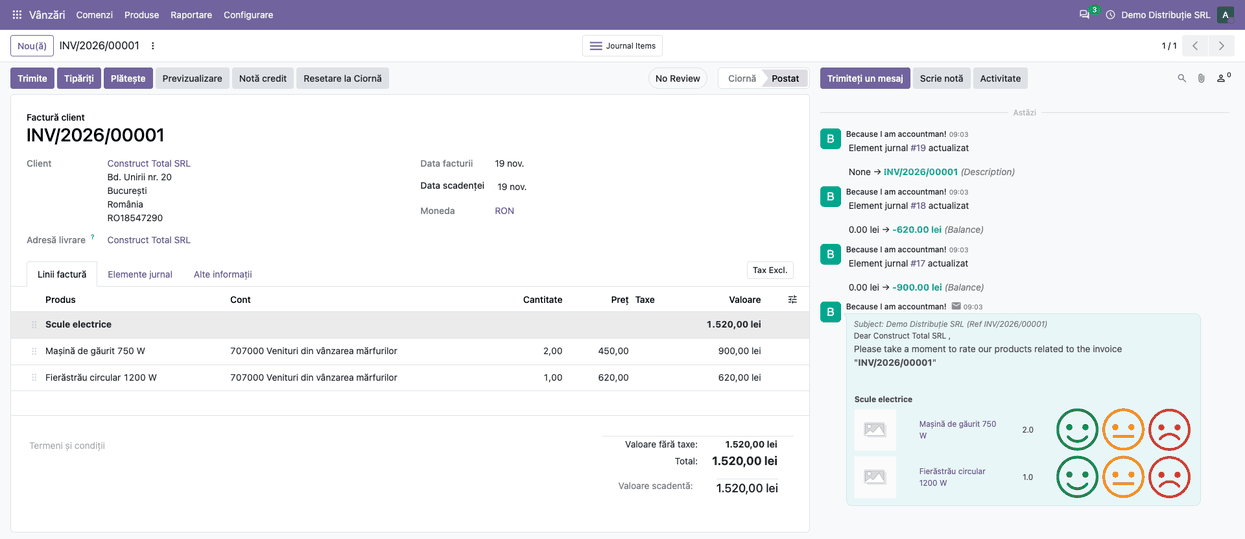 Vânzări Comenzi Produse Raportare Configurare 3 Demo Distribuție SRL A
Nou(ă) INV/2026/00001 Journal Items 1 / 1
Trimite Tipăriți Plătește Previzualizare Notă credit Resetare la Ciornă No Review Ciornă Postat
Factură client
INV/2026/00001
Client Construct Total SRL
Bd. Unirii nr. 20
București
România
RO18547290
Adresă livrare ? Construct Total SRL
Data facturii 19 nov.
Data scadenței 19 nov.
Moneda RON
Linii factură Elemente jurnal Alte informații Tax Excl.
Produs Cont Cantitate Preț Taxe Valoare
Scule electrice 1.520,00 lei
Mașină de găurit 750 W 707000 Venituri din vânzarea mărfurilor 2,00 450,00 900,00 lei
Fierăstrău circular 1200 W 707000 Venituri din vânzarea mărfurilor 1,00 620,00 620,00 lei
Termeni și condiții
Valoare fără taxe: 1.520,00 lei
Total: 1.520,00 lei
Valoare scadentă: 1.520,00 lei
Trimiteți un mesaj Scrie notă Activitate 0
Astăzi
B Because I am accountman! 09:03
Element jurnal #19 actualizat
None → INV/2026/00001 (Description)
B Because I am accountman! 09:03
Element jurnal #18 actualizat
0.00 lei → -620.00 lei (Balance)
B Because I am accountman! 09:03
Element jurnal #17 actualizat
0.00 lei → -900.00 lei (Balance)
B Because I am accountman! 09:03
Subject: Demo Distribuție SRL (Ref INV/2026/00001)
Dear Construct Total SRL ,
Please take a moment to rate our products related to the invoice
"INV/2026/00001"
Scule electrice
Mașină de găurit 750
W
2.0
Fierăstrău circular
1200 W
1.0